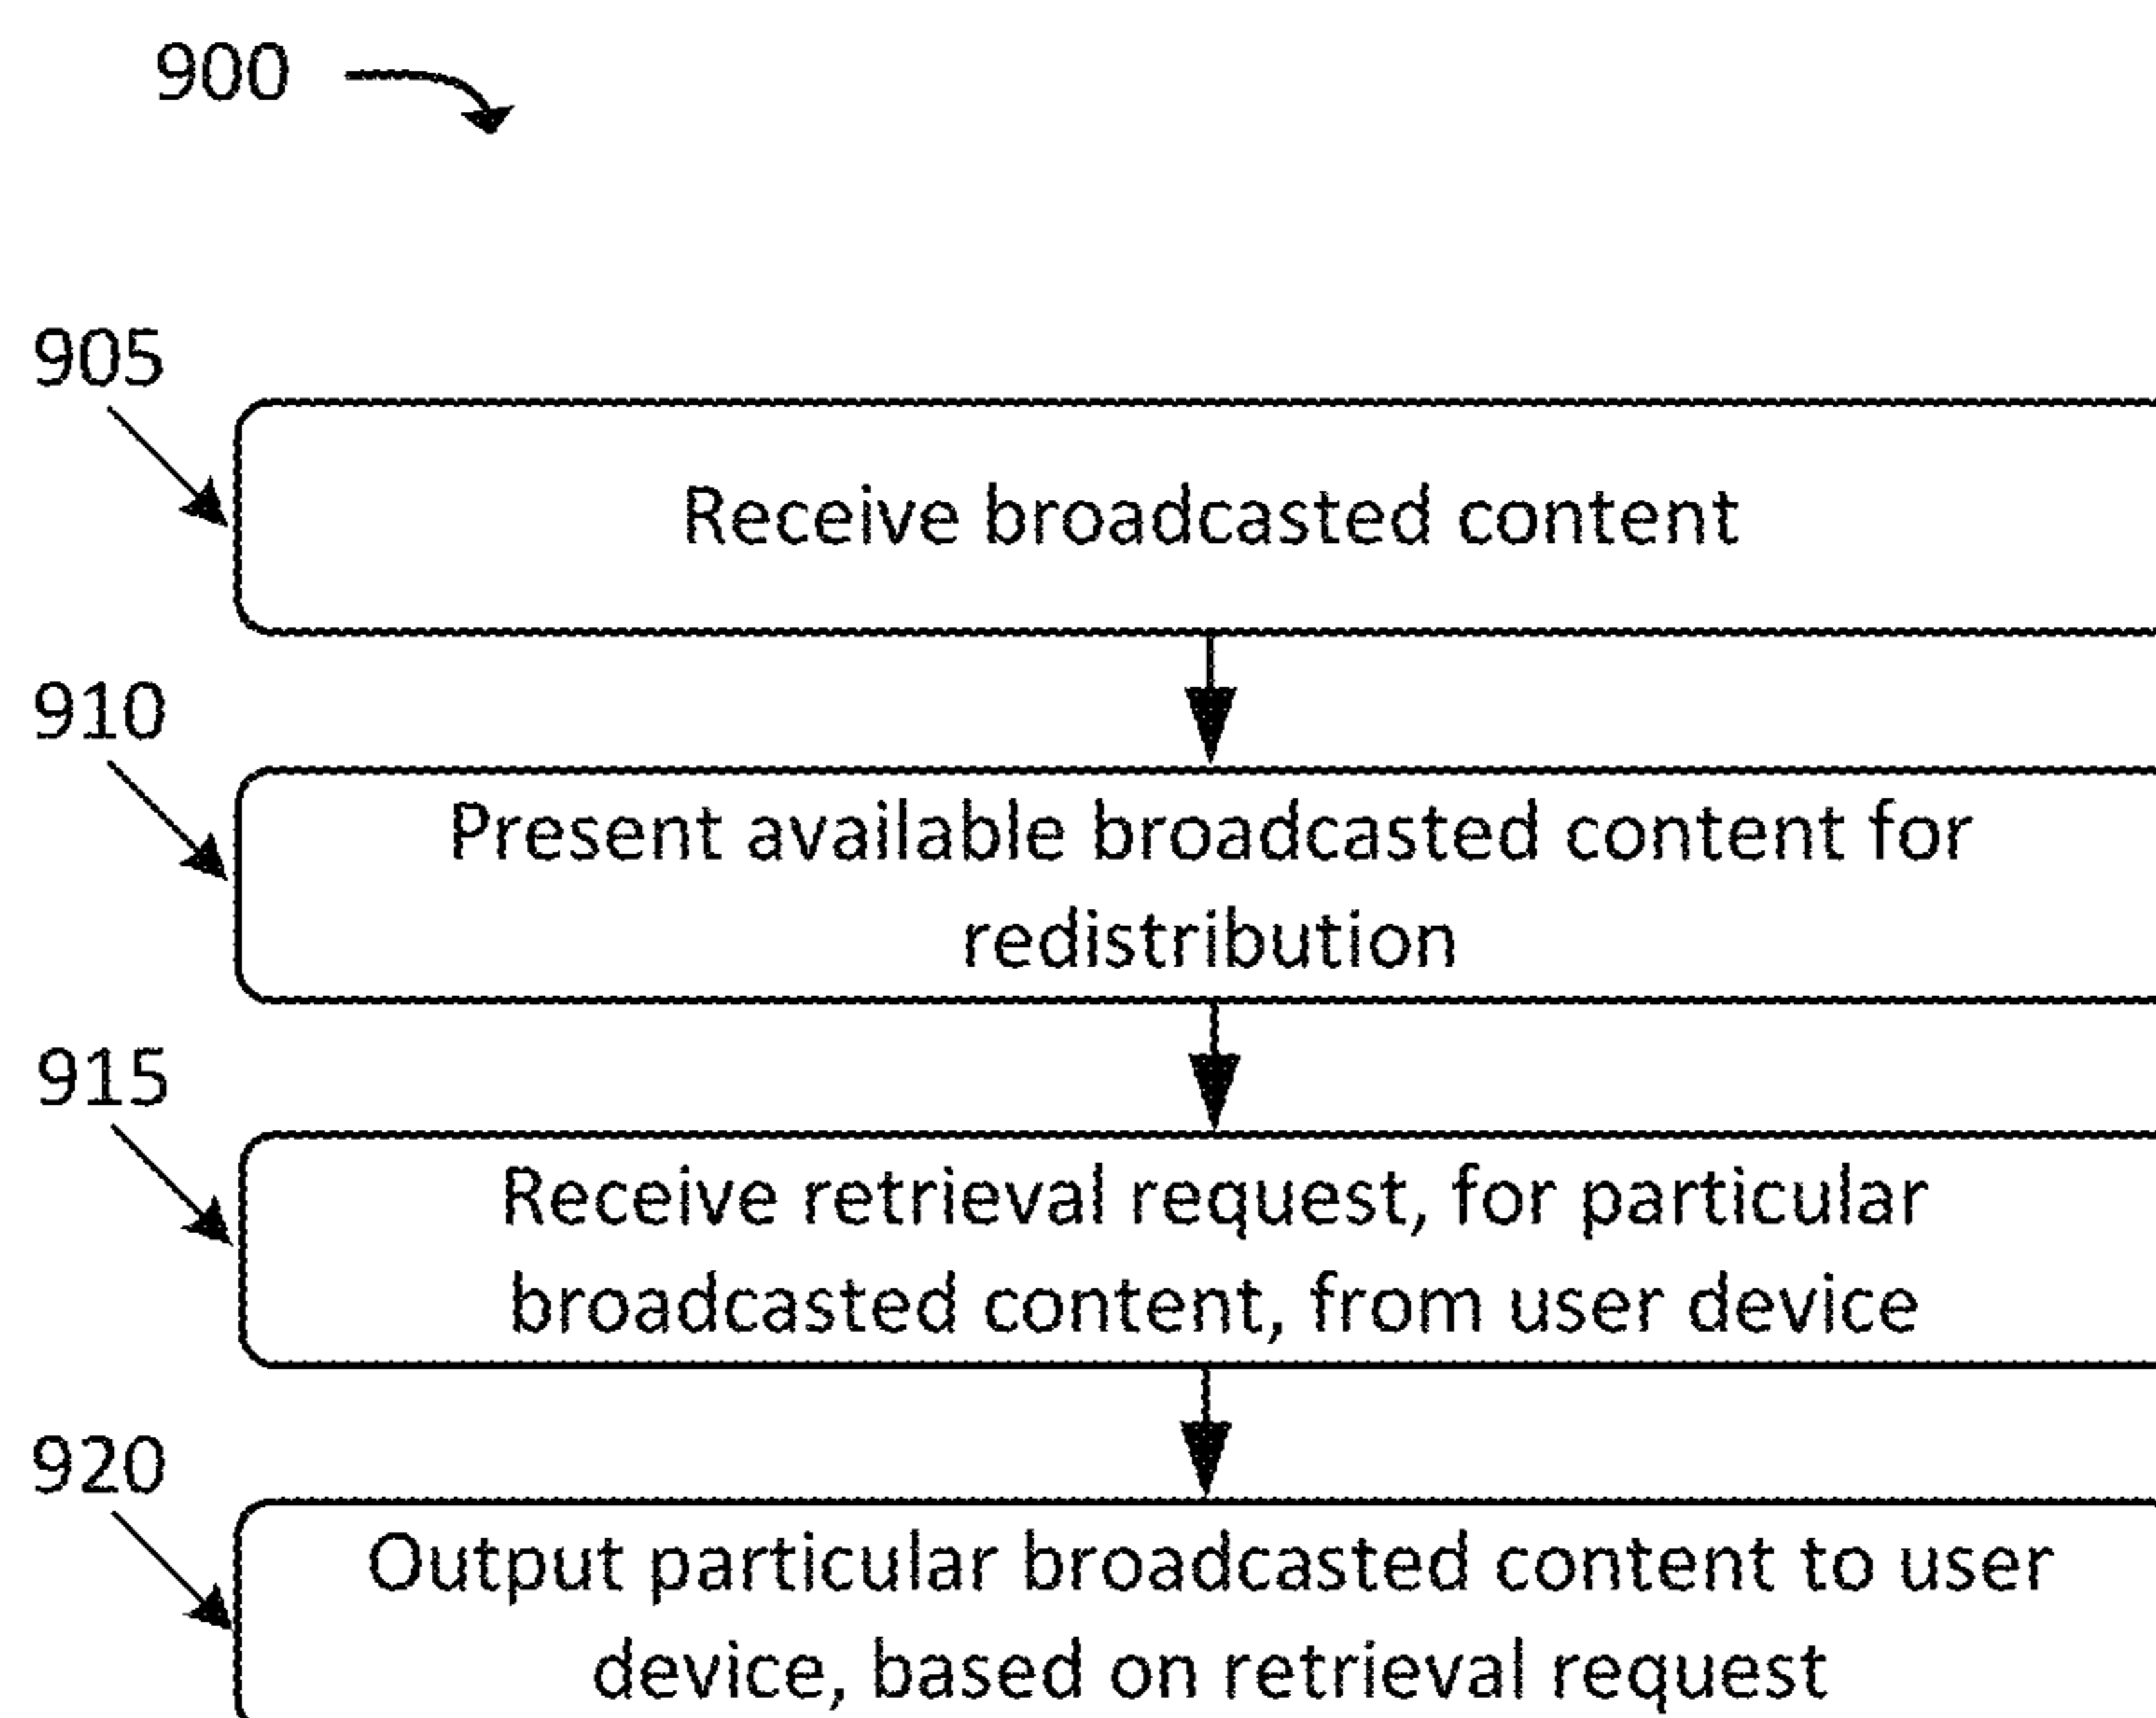 900
905
Receive broadcasted content
910
Present available broadcasted content for
redistribution
915
Receive retrieval request, for particular
broadcasted content, from user device
920
Output particular broadcasted content to user
device, based on retrieval request